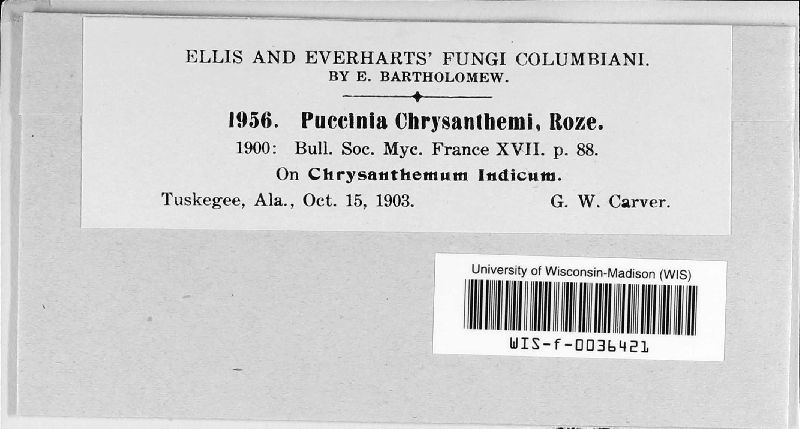 ELLIS AND EVERHARTS' FUNGI COLUMBIANI.
BY E. BARTHOLOMEW.
1956. Puccinia Chrysanthemi, Roze.
1900: Bull. Soc. Myc. France XVII. p. 88.
On Chrysanthemum Indicum.
Tuskegee, Ala., Oct. 15, 1903. G. W. Carver.
University of Wisconsin-Madison (WIS)
WIS-f-0036421